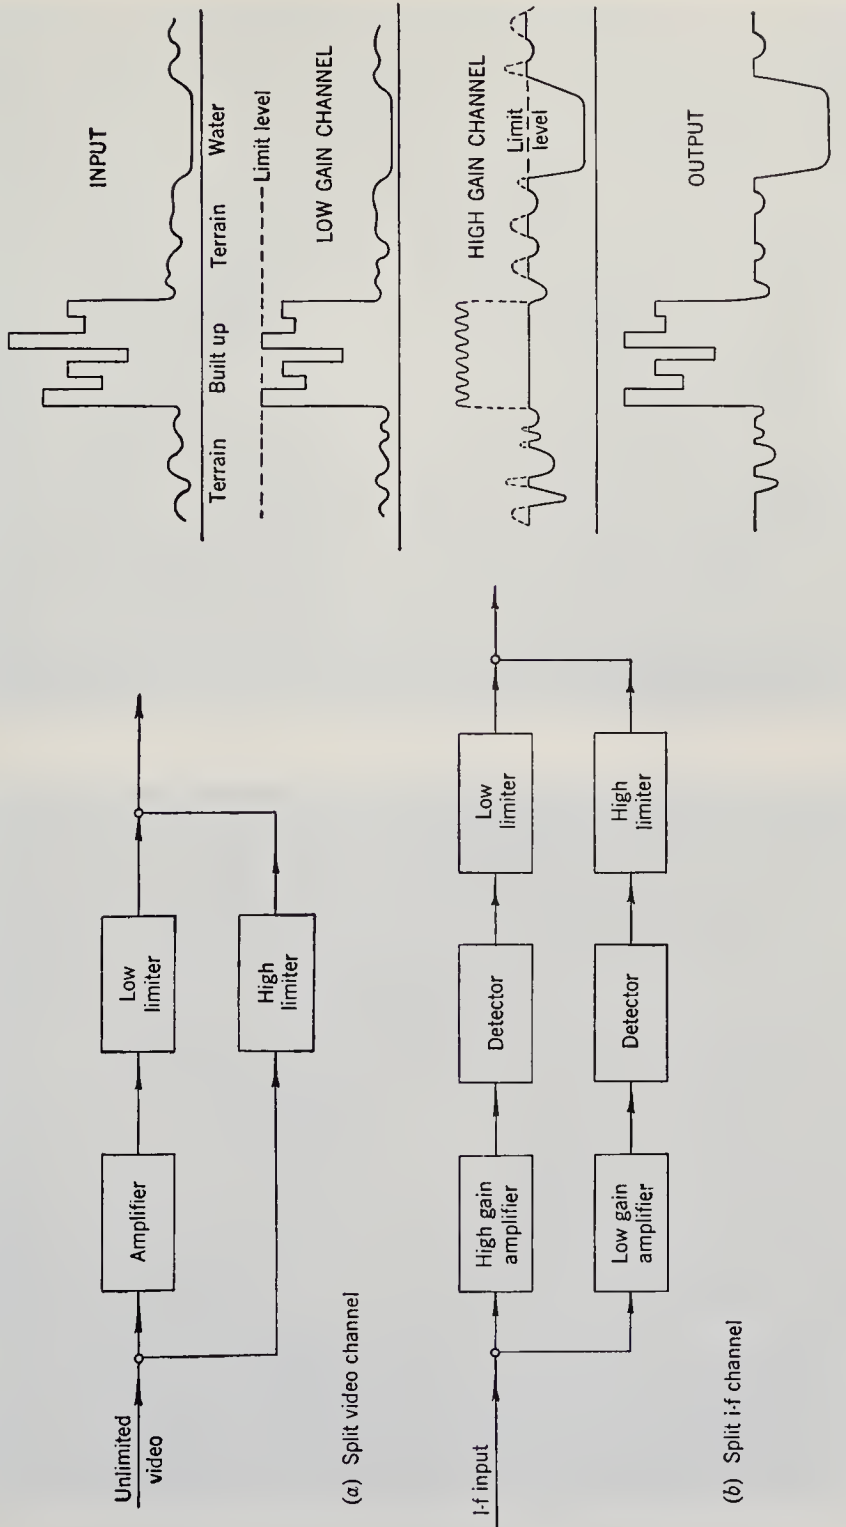 Unlimited
video
Amplifier
Low
limiter
High
limiter
(a) Split video channel
I-f input
High gain
amplifier
Detector
Low
limiter
Low gain
amplifier
Detector
High
limiter
(b) Split i-f channel
INPUT
Terrain
Built up
Terrain
Water
Limit level
LOW GAIN CHANNEL
HIGH GAIN CHANNEL
Limit
level
OUTPUT